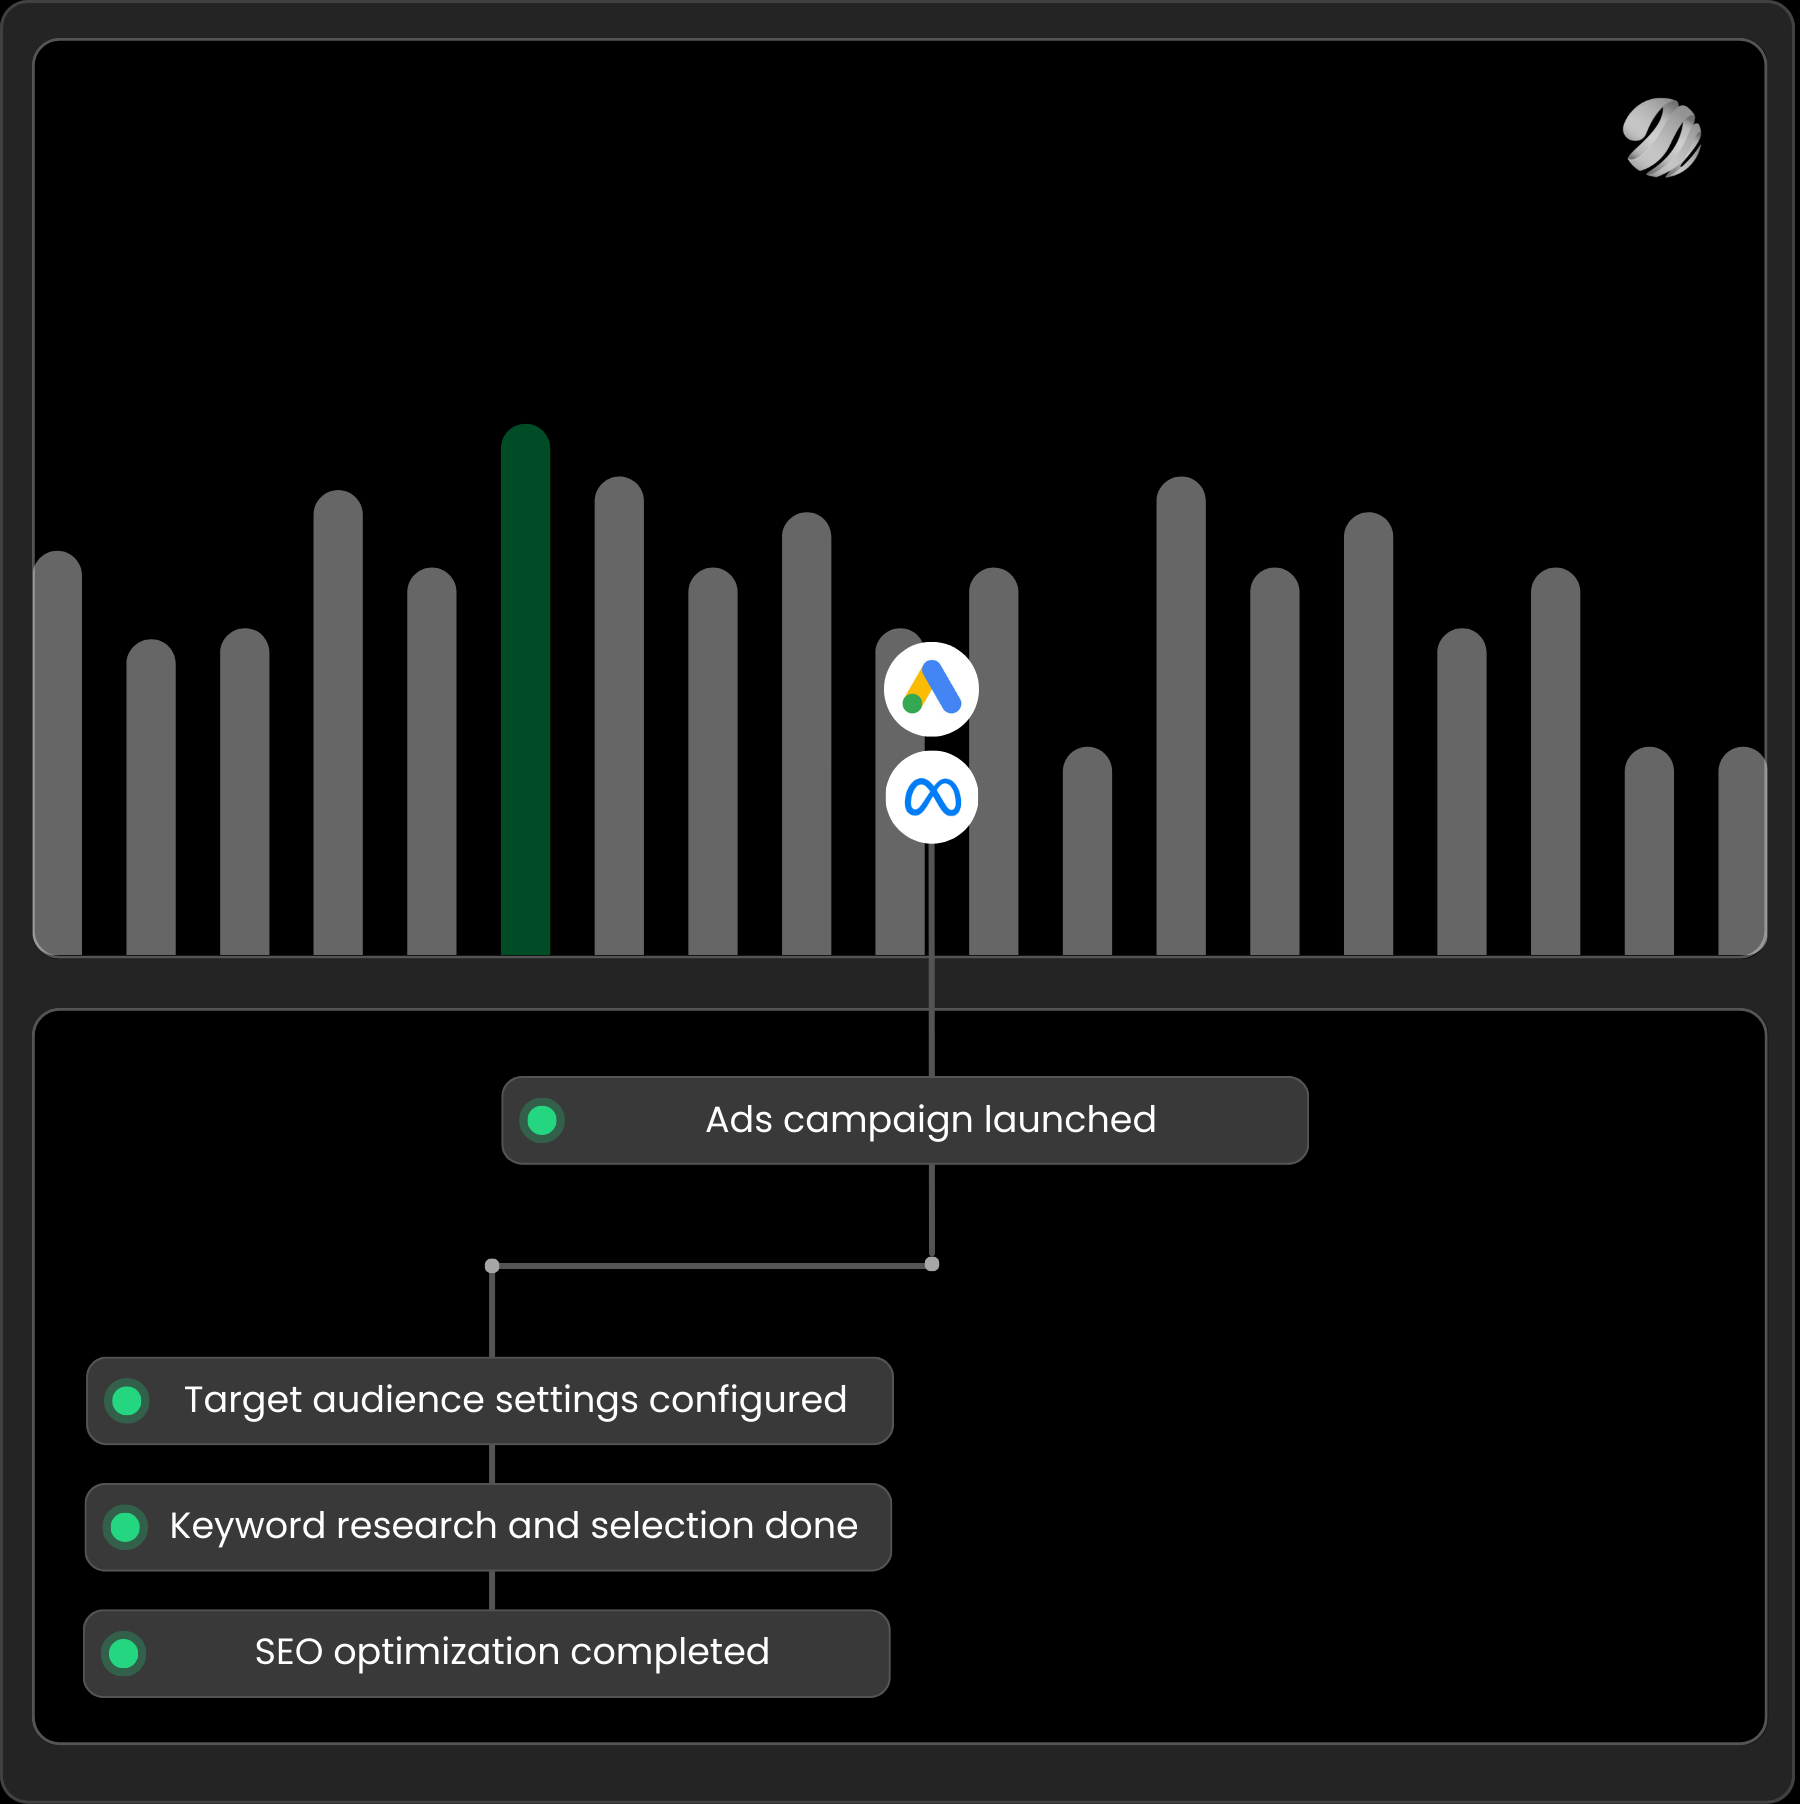 Ads campaign launched
Target audience settings configured
Keyword research and selection done
SEO optimization completed